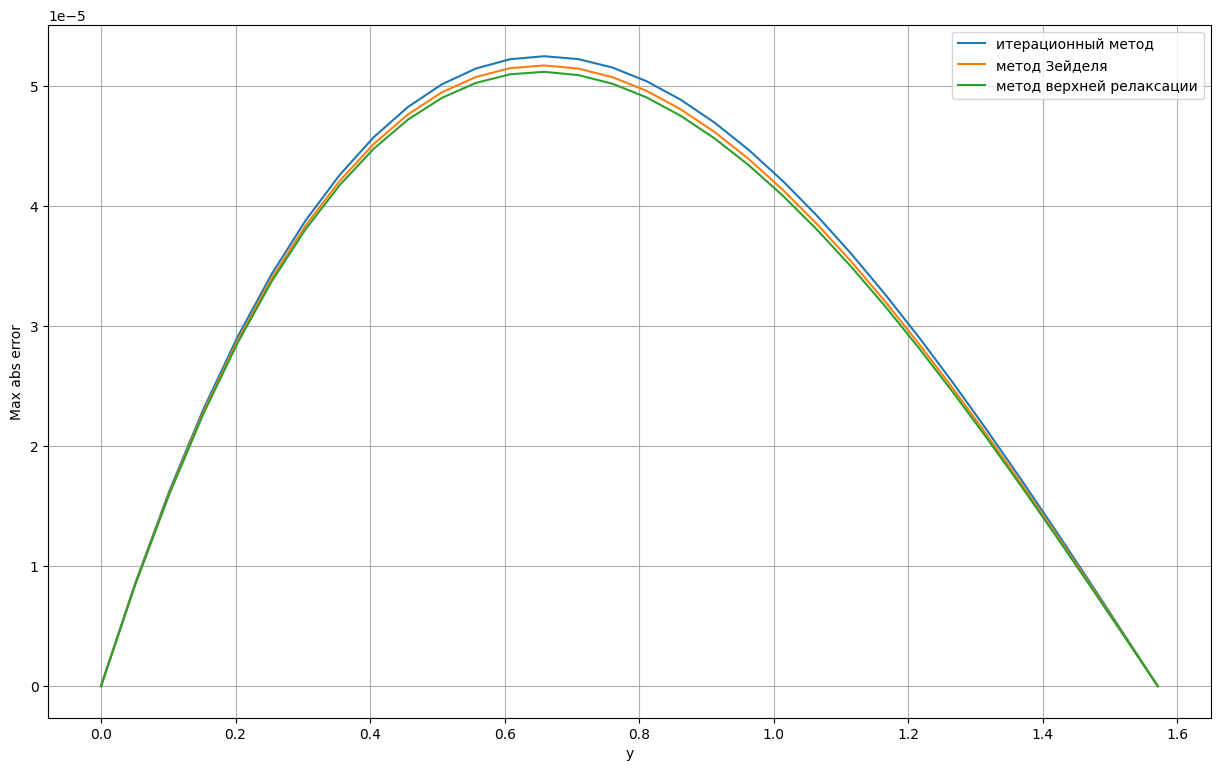 1e−5
итерационный метод
метод Зейделя
метод верхней релаксации
5
4
3
2
1
0
Max abs error
0.0 0.2 0.4 0.6 0.8 1.0 1.2 1.4 1.6
y